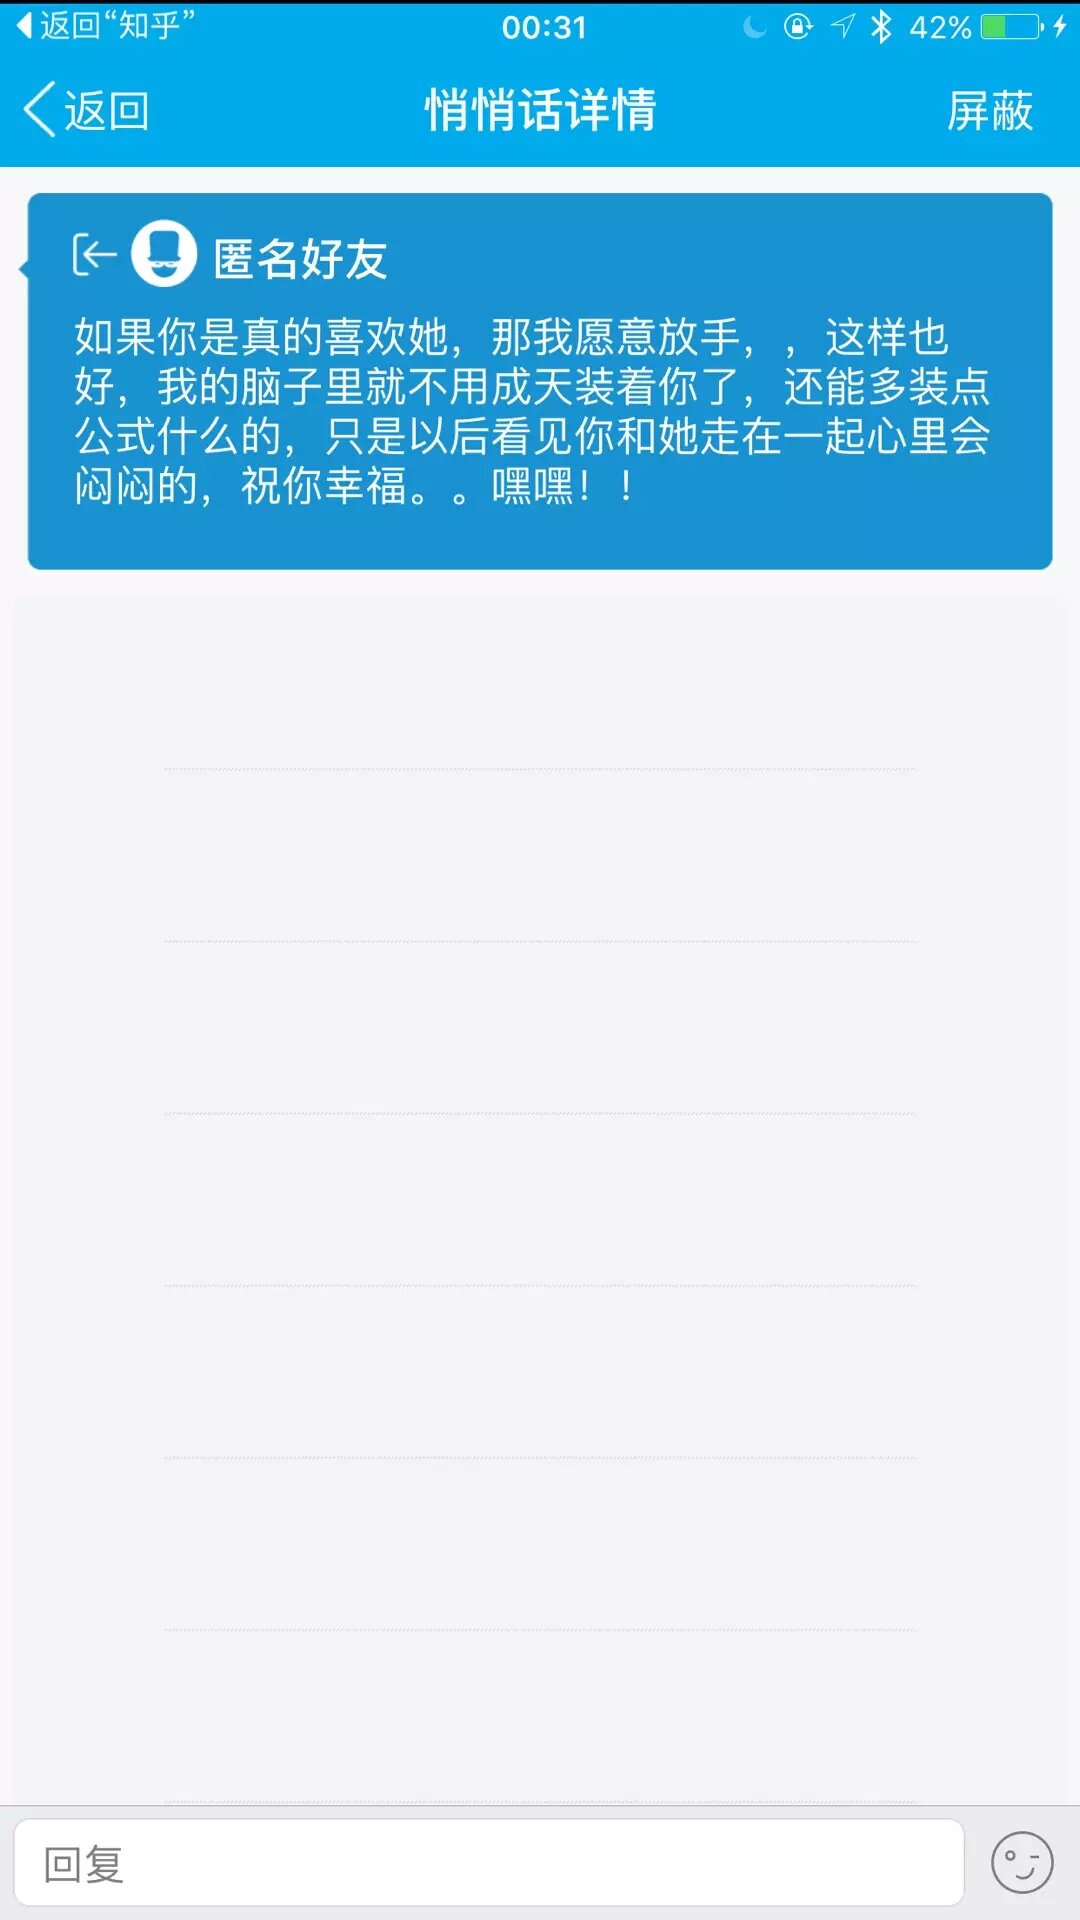 返回“知乎” 00:31 42%
返回 悄悄话详情 屏蔽
匿名好友
如果你是真的喜欢她，那我愿意放手，，这样也
好，我的脑子里就不用成天装着你了，还能多装点
公式什么的，只是以后看见你和她走在一起心里会
闷闷的，祝你幸福。。嘿嘿！！
回复